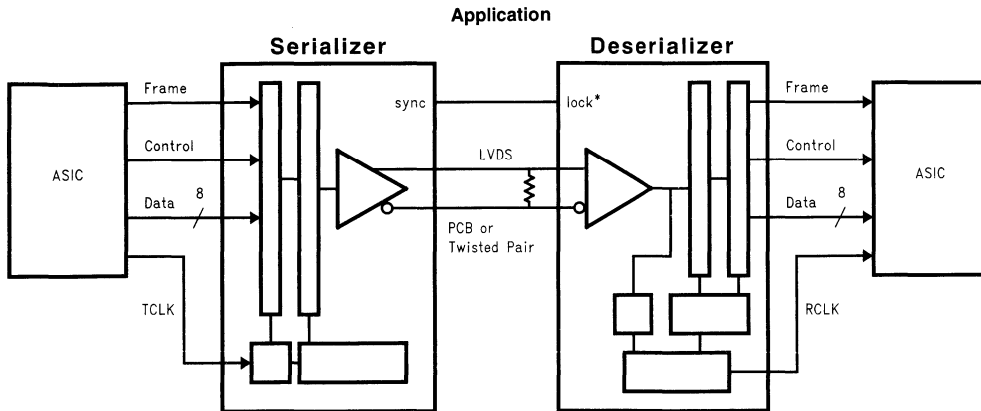 Application
Serializer
Deserializer
ASIC
Frame
Control
Data
8
TCLK
sync
lock*
LVDS
PCB or
Twisted Pair
Frame
Control
Data
8
RCLK
ASIC